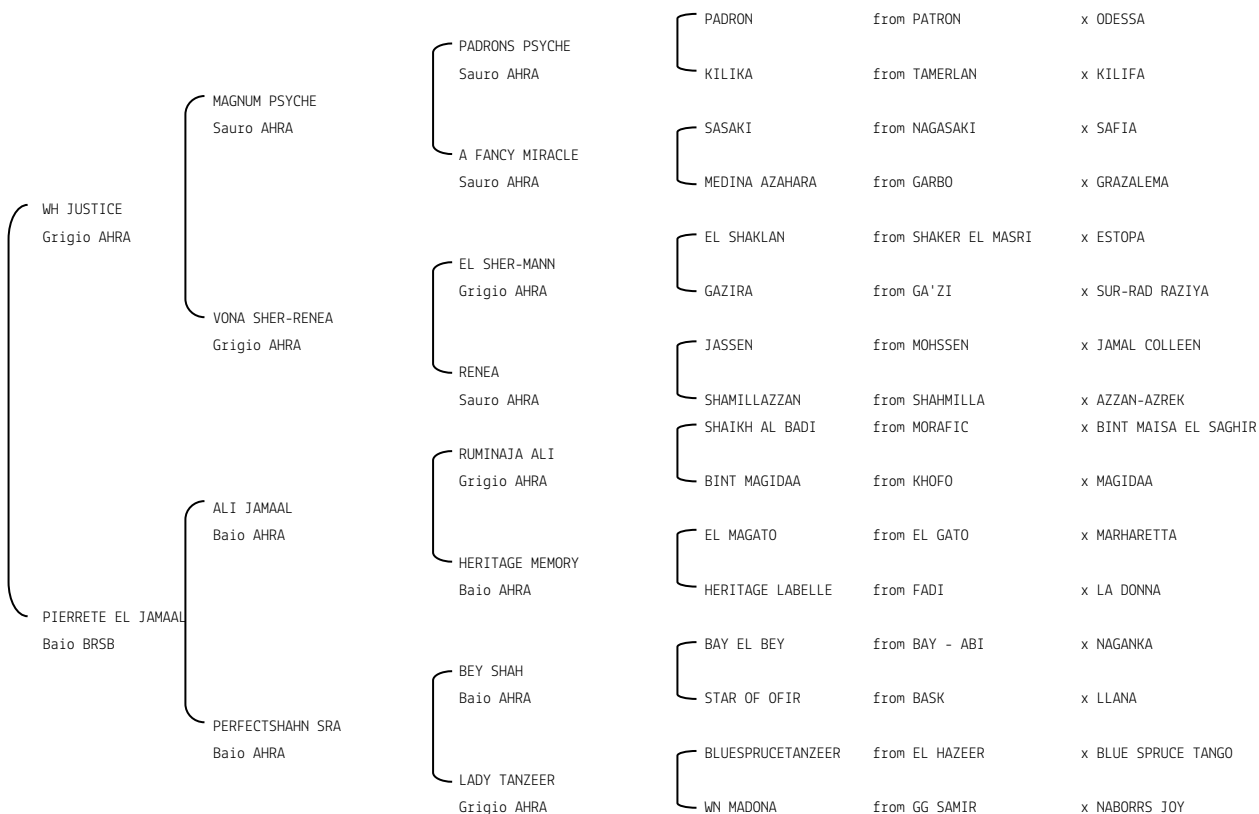 PADRON from PATRON x ODESSA
PADRONS PSYCHE
Sauro AHRA KILIKA from TAMERLAN x KILIFA
MAGNUM PSYCHE
Sauro AHRA SASAKI from NAGASAKI x SAFIA
A FANCY MIRACLE
Sauro AHRA MEDINA AZAHARA from GARBO x GRAZALEMA
WH JUSTICE
Grigio AHRA EL SHAKLAN from SHAKER EL MASRI x ESTOPA
EL SHER-MANN
Grigio AHRA GAZIRA from GA'ZI x SUR-RAD RAZIYA
VONA SHER-RENEA
Grigio AHRA JASSEN from MOHSSEN x JAMAL COLLEEN
RENEA
Sauro AHRA SHAMILLAZZAN from SHAHMILLA x AZZAN-AZREK
SHAIKH AL BADI from MORAFIC x BINT MAISA EL SAGHIR
RUMINAJA ALI
Grigio AHRA BINT MAGIDAA from KHOFO x MAGIDAA
ALI JAMAAL
Baio AHRA EL MAGATO from EL GATO x MARHARETTA
HERITAGE MEMORY
Baio AHRA HERITAGE LABELLE from FADI x LA DONNA
PIERRETE EL JAMAAL
Baio BRSB BAY EL BEY from BAY - ABI x NAGANKA
BEY SHAH
Baio AHRA STAR OF OFIR from BASK x LLANA
PERFECTSHAHN SRA
Baio AHRA BLUESPRUCETANZEER from EL HAZEER x BLUE SPRUCE TANGO
LADY TANZEER
Grigio AHRA WN MADONA from GG SAMIR x NABORRS JOY